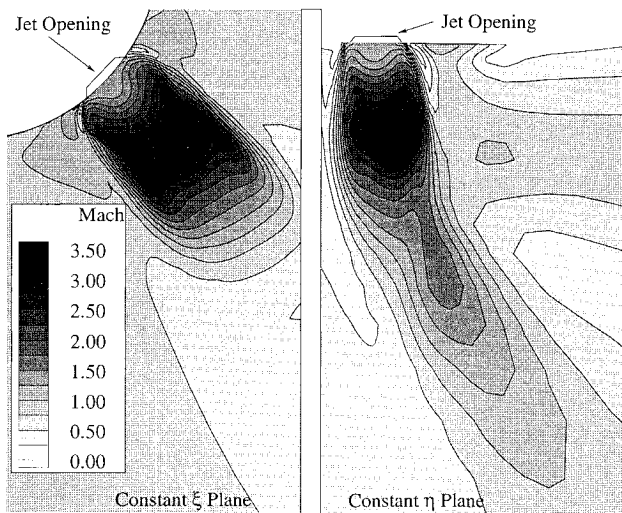 Jet Opening
Jet Opening
Mach
3.50
3.00
2.50
2.00
1.50
1.00
0.50
0.00
Constant ξ Plane
Constant η Plane